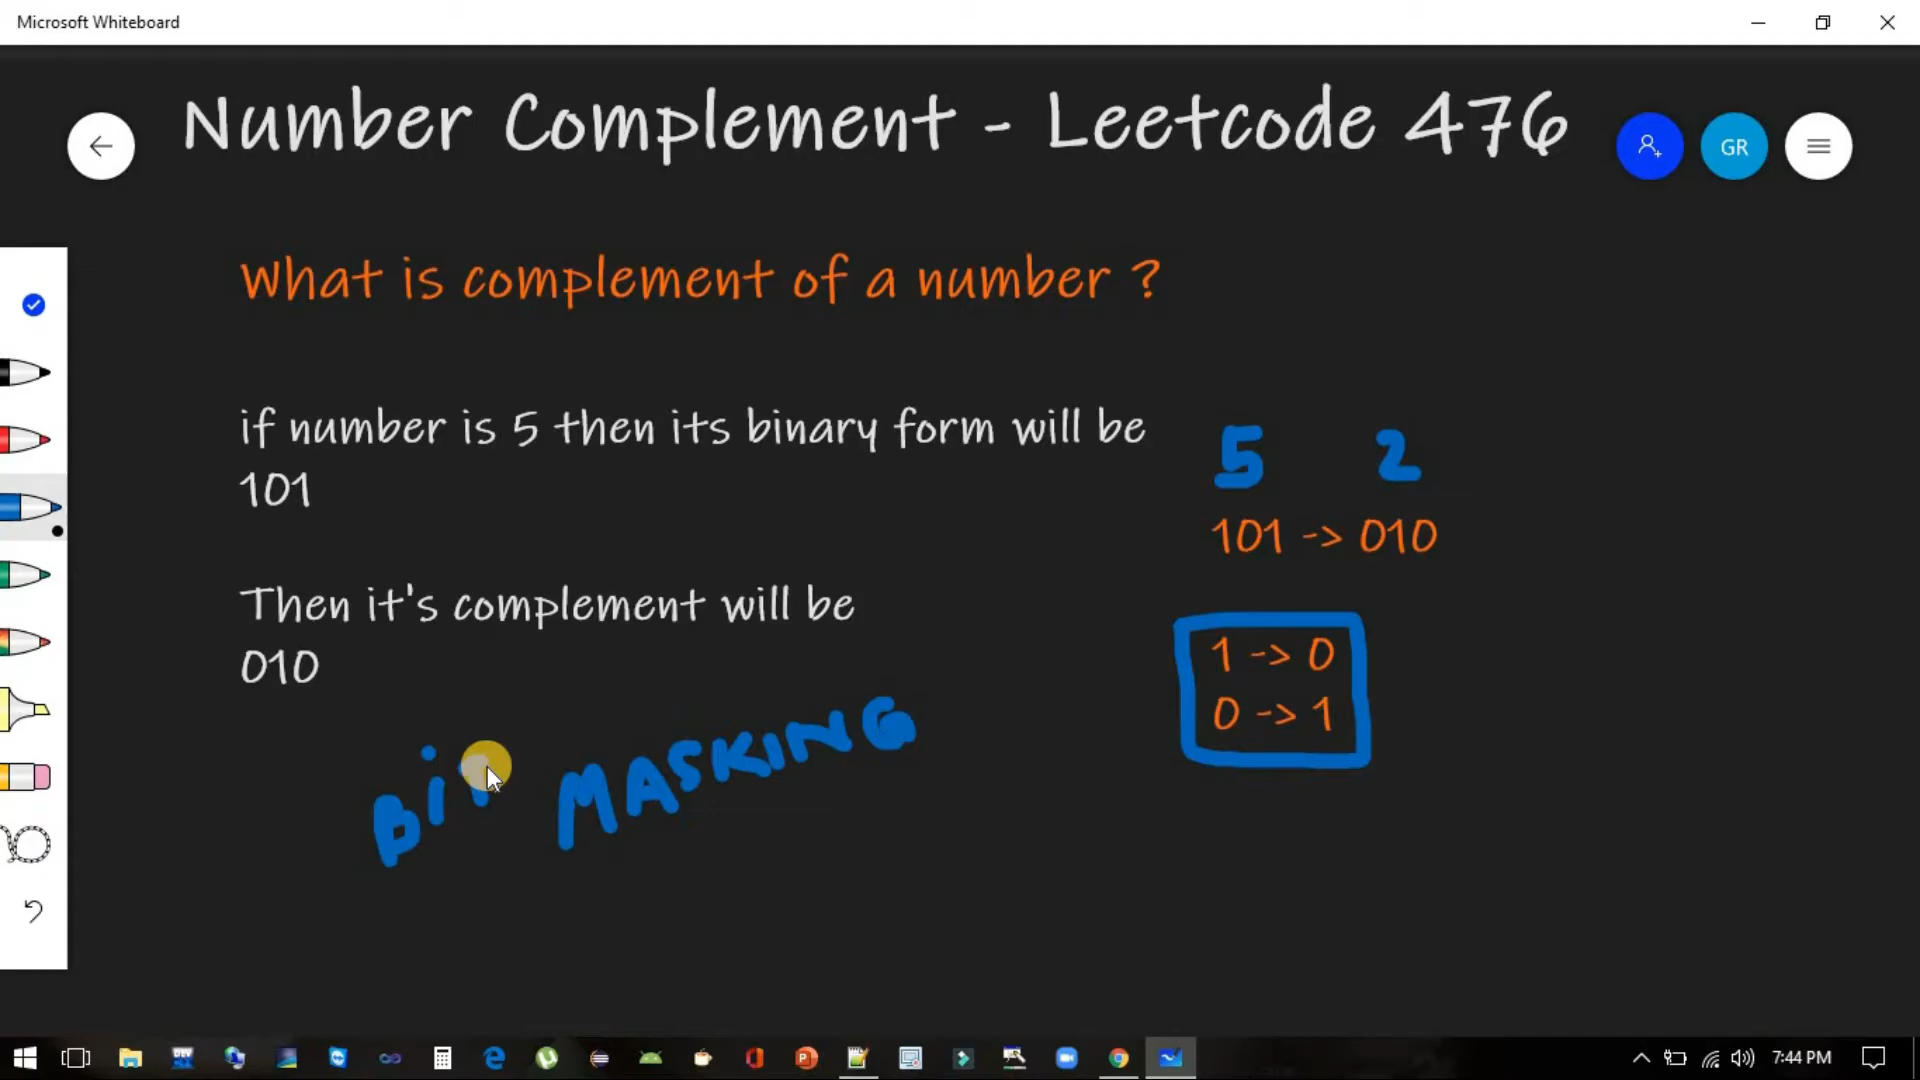 Microsoft Whiteboard
Number Complement - Leetcode 476
GR
What is complement of a number ?
if number is 5 then its binary form will be
101
5 2
101 -> 010
Then it's complement will be
010
1 -> 0
0 -> 1
MASKING
7:44 PM